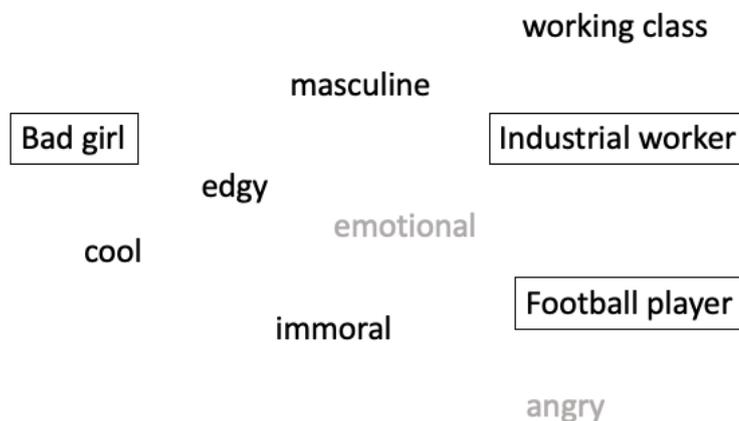 working class
masculine
Bad girl
Industrial worker
edgy
emotional
cool
Football player
immoral
angry